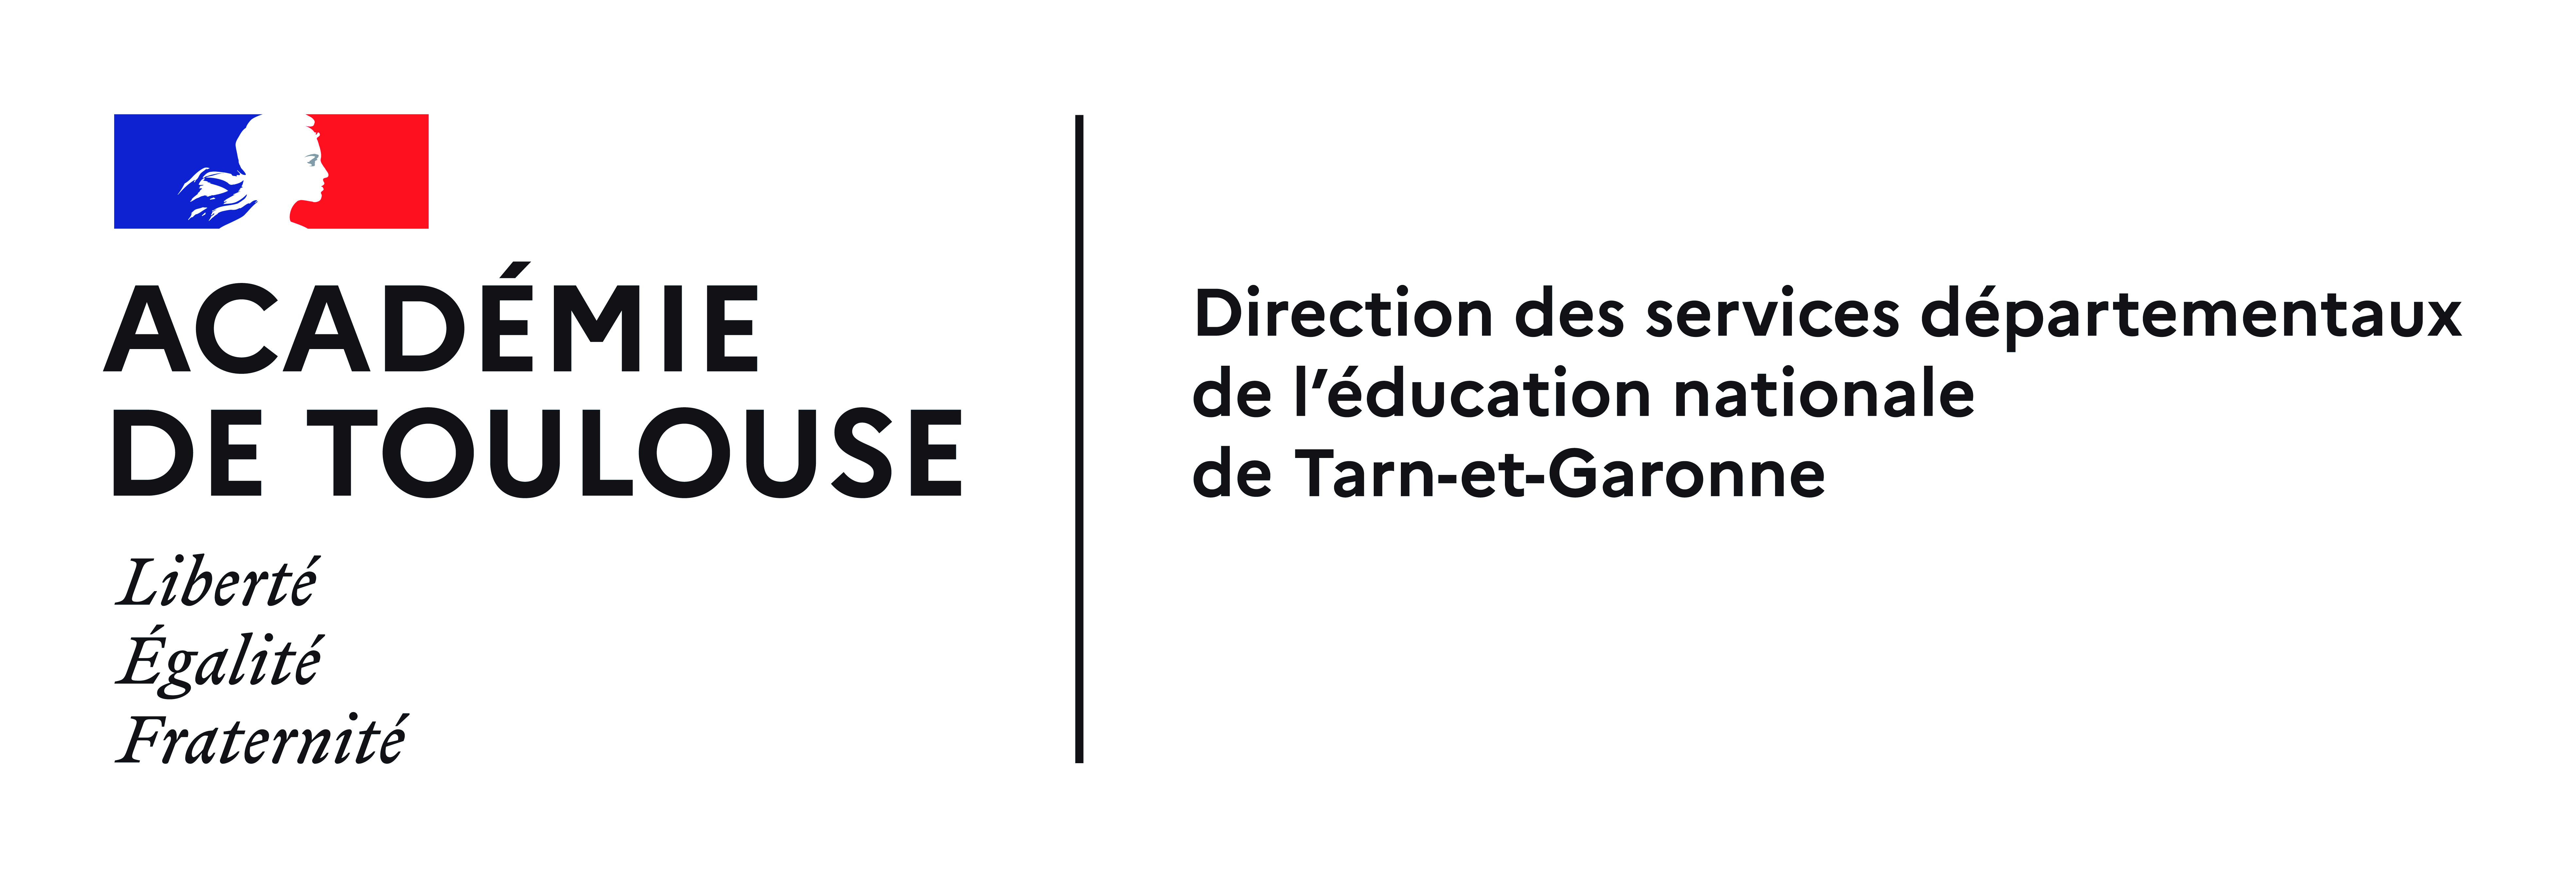 ACADÉMIE
DE TOULOUSE
Liberté
Égalité
Fraternité
Direction des services départementaux
de l’éducation nationale
de Tarn-et-Garonne